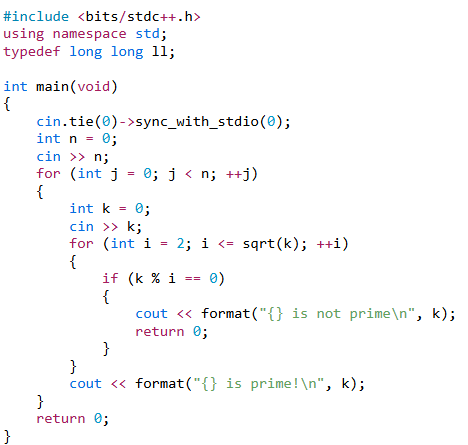 #include <bits/stdc++.h>
using namespace std;
typedef long long ll;

int main(void)
{
    cin.tie(0)->sync_with_stdio(0);
    int n = 0;
    cin >> n;
    for (int j = 0; j < n; ++j)
    {
        int k = 0;
        cin >> k;
        for (int i = 2; i <= sqrt(k); ++i)
        {
            if (k % i == 0)
            {
                cout << format("{} is not prime\n", k);
                return 0;
            }
        }
        cout << format("{} is prime!\n", k);
    }
    return 0;
}